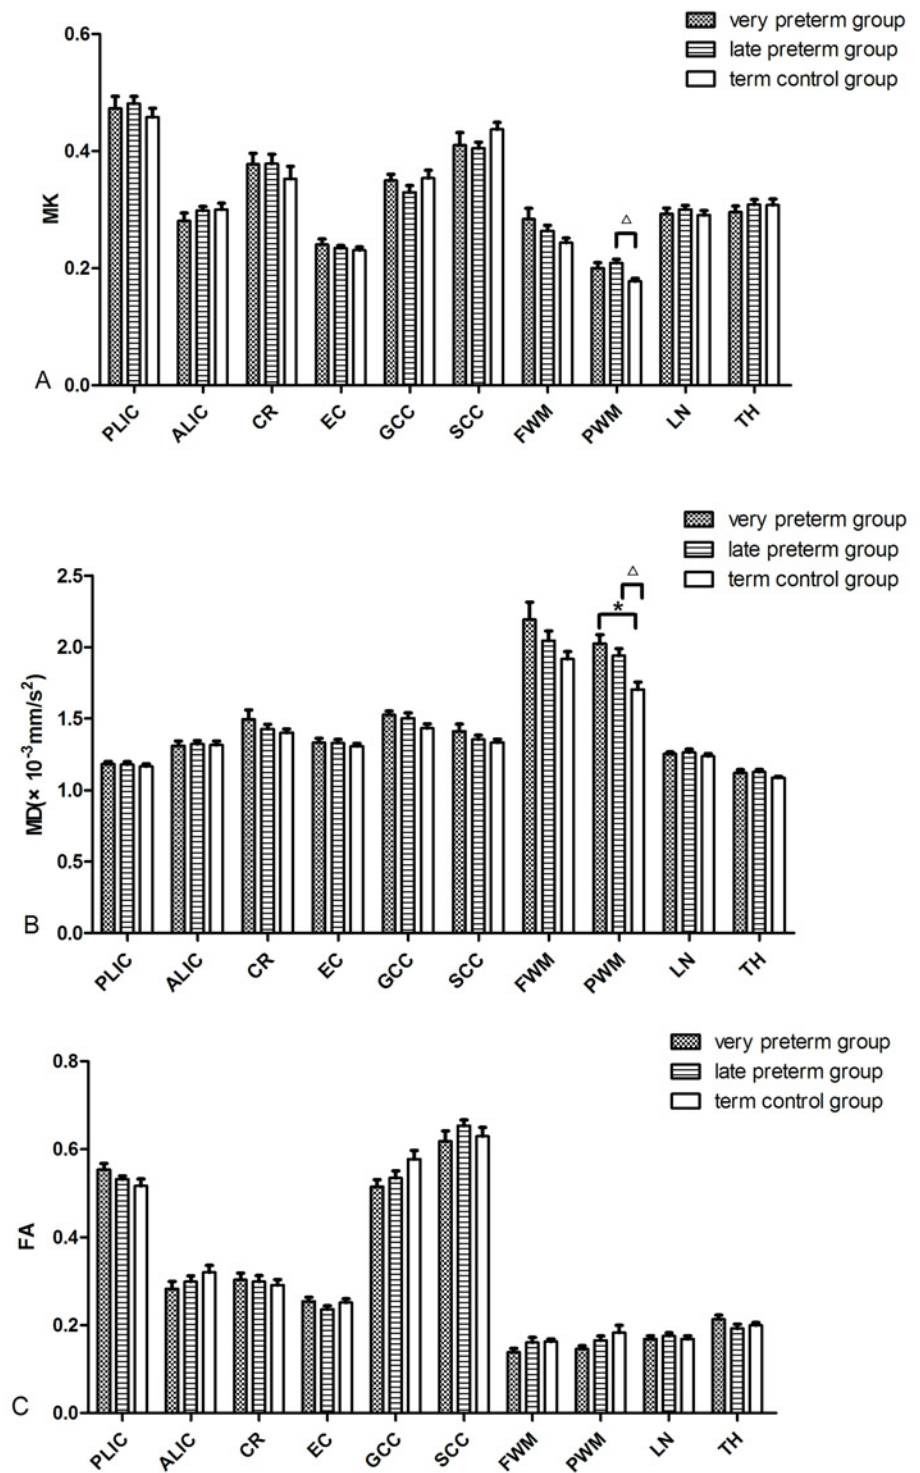 very preterm group
late preterm group
term control group
0.6
0.4
0.2
0.0
MK
△
A
PLIC ALIC CR EC GCC SCC FWM PWM LN TH
very preterm group
late preterm group
term control group
2.5
2.0
1.5
1.0
0.5
0.0
MD(× 10⁻³mm/s²)
△
*
B
PLIC ALIC CR EC GCC SCC FWM PWM LN TH
very preterm group
late preterm group
term control group
0.8
0.6
0.4
0.2
0.0
FA
C
PLIC ALIC CR EC GCC SCC FWM PWM LN TH